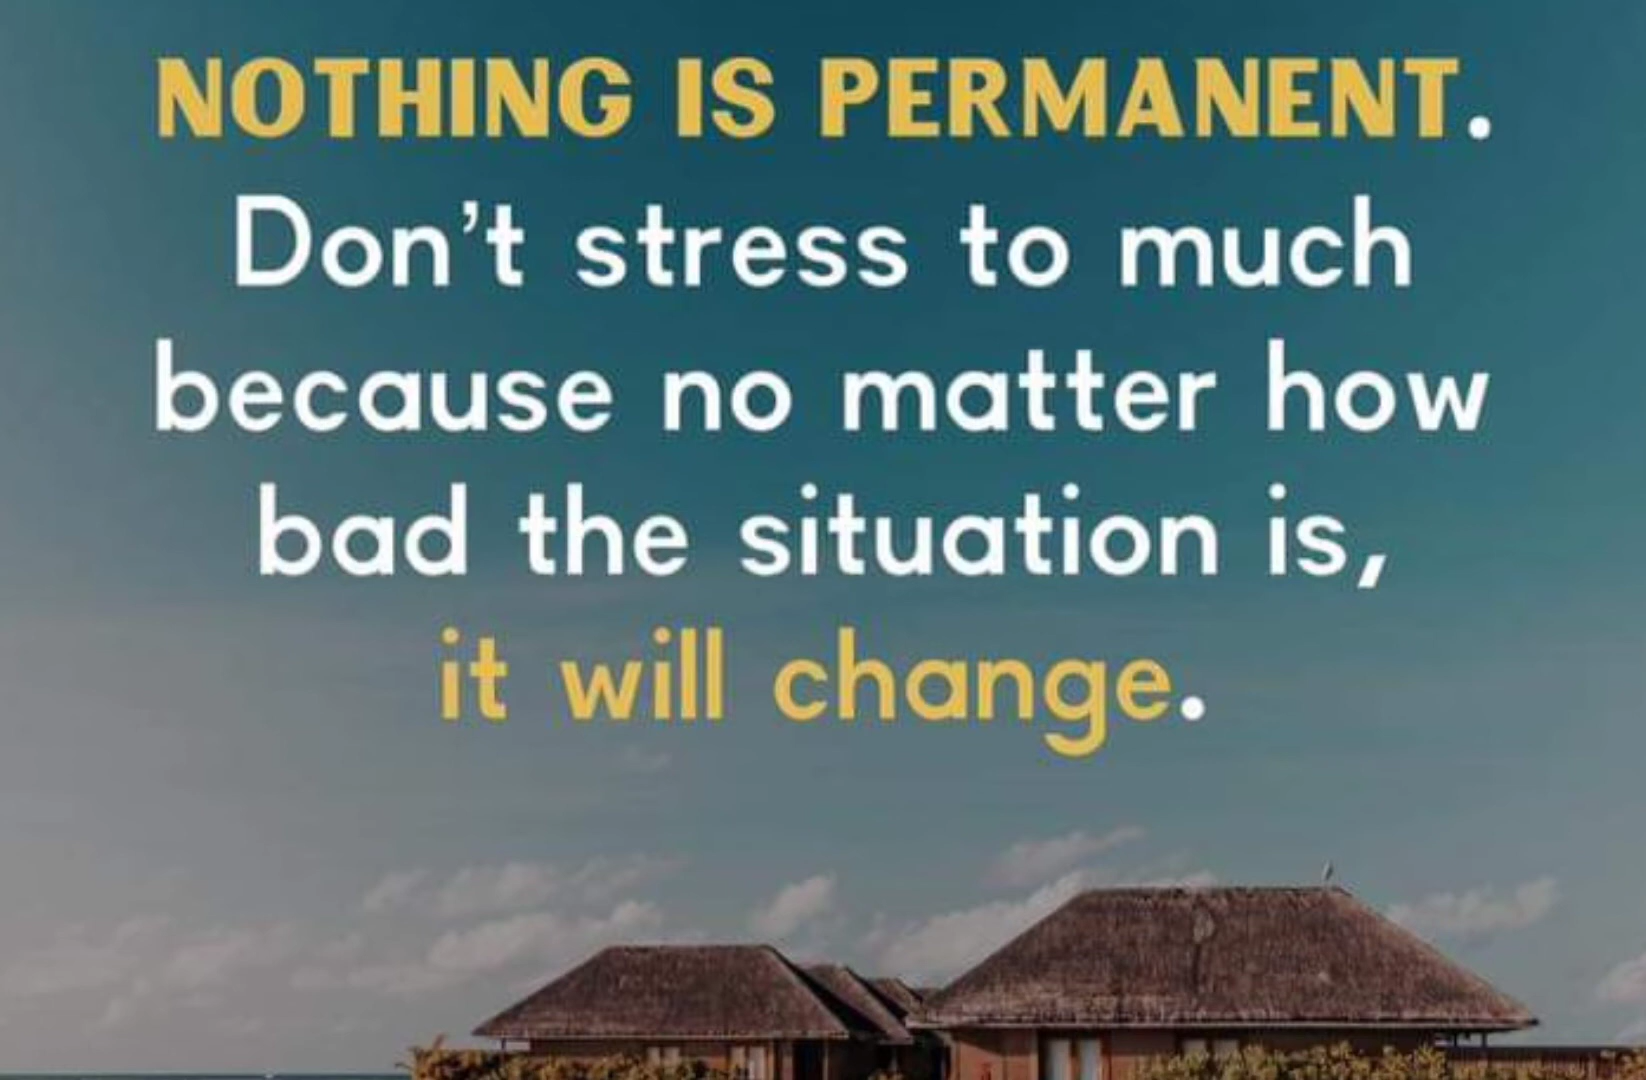 NOTHING IS PERMANENT.
Don't stress to much
because no matter how
bad the situation is,
it will change.